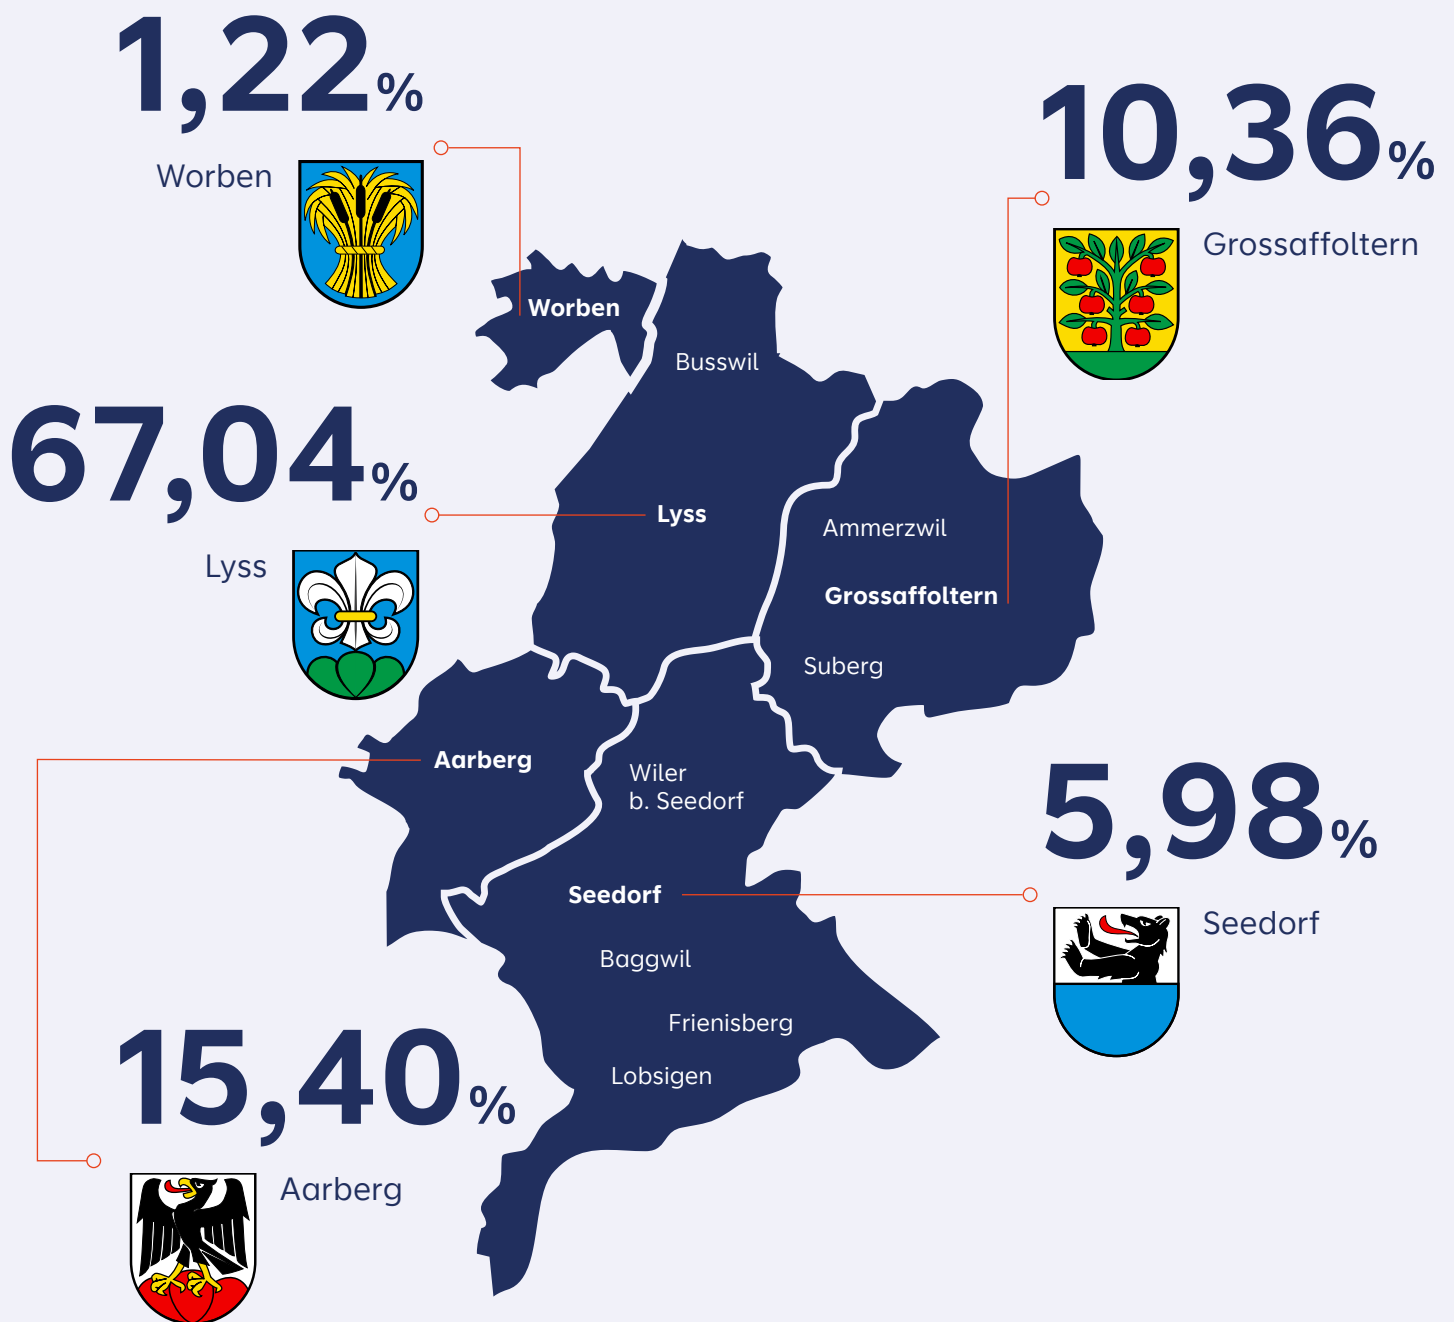 1,22%
Worben
10,36%
Grossaffoltern
Worben
Busswil
67,04%
Lyss
Lyss
Ammerzwil
Grossaffoltern
Suberg
Aarberg
Wiler
b. Seedorf
5,98%
Seedorf
Seedorf
Baggwil
Frienisberg
Lobsigen
15,40%
Aarberg